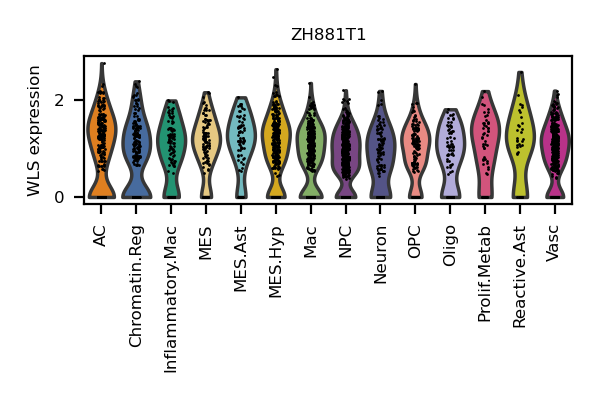 ZH881T1
WLS expression
2
0
AC
Chromatin.Reg
Inflammatory.Mac
MES
MES.Ast
MES.Hyp
Mac
NPC
Neuron
OPC
Oligo
Prolif.Metab
Reactive.Ast
Vasc